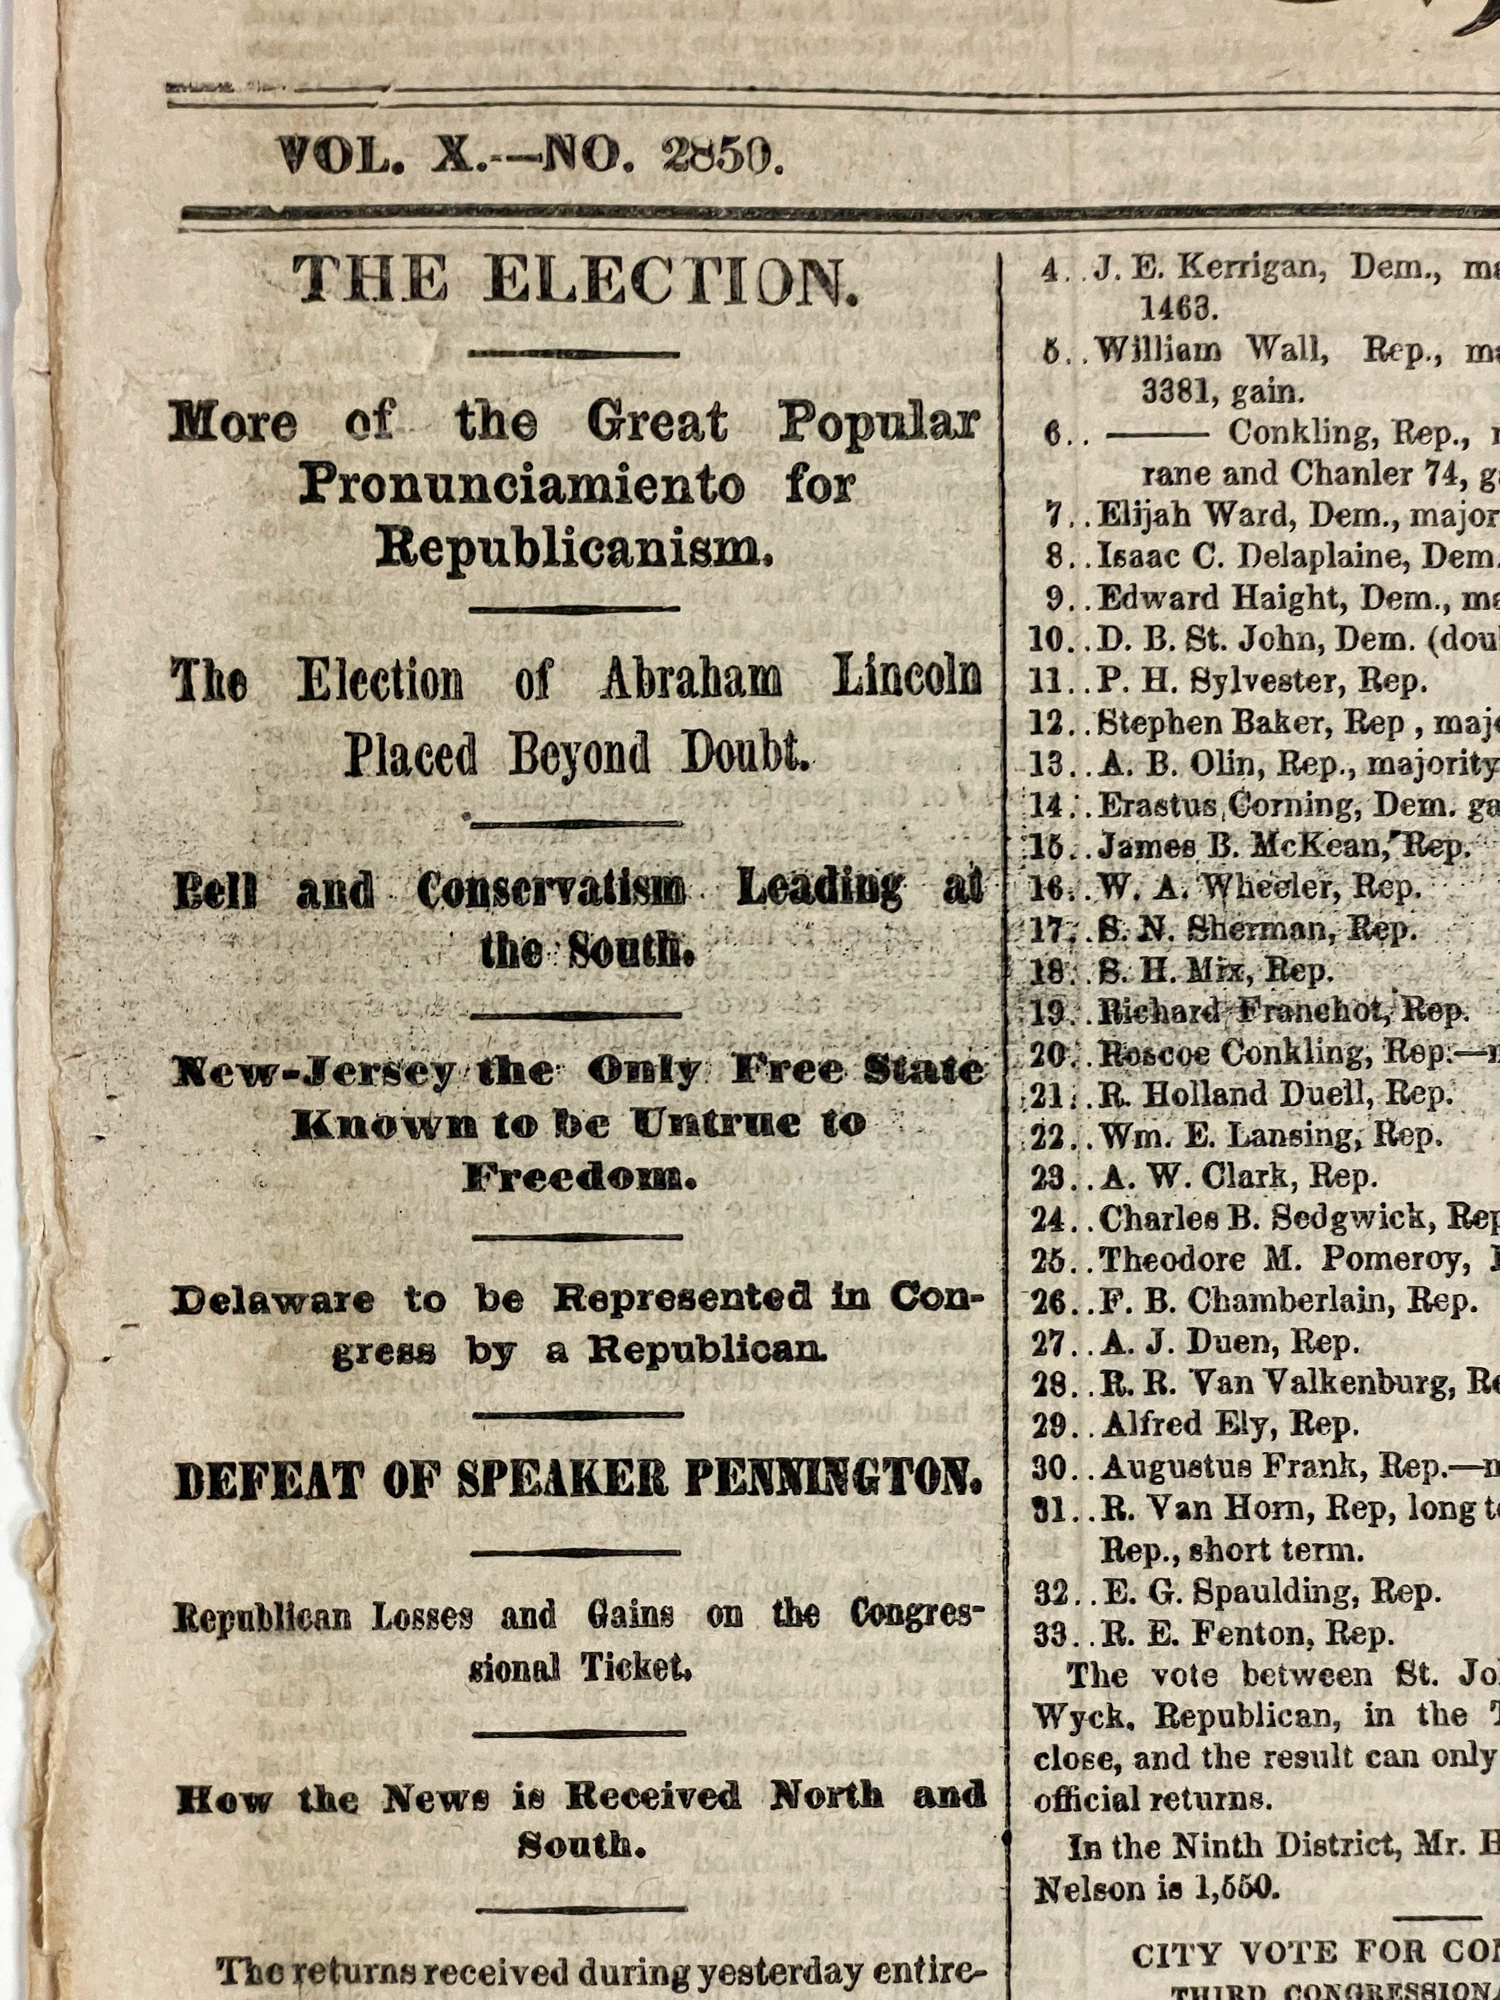 VOL. X.--NO. 2850.
THE ELECTION.
More of the Great Popular
Pronunciamiento for
Republicanism.
The Election of Abraham Lincoln
Placed Beyond Doubt.
Bell and Conservatism Leading at
the South.
New-Jersey the Only Free State
Known to be Untrue to
Freedom.
Delaware to be Represented in Con-
gress by a Republican.
DEFEAT OF SPEAKER PENNINGTON.
Republican Losses and Gains on the Congres-
sional Ticket.
How the News is Received North and
South.
The returns received during yesterday entire-
4..J. E. Kerrigan, Dem.,
1463.
5..William Wall, Rep.,
3381, gain.
6..—— Conkling, Rep.,
rane and Chanler 74,
7..Elijah Ward, Dem., major
8..Isaac C. Delaplaine, Dem.
9..Edward Haight, Dem.,
10..D. B. St. John, Dem. (dou
11..P. H. Sylvester, Rep.
12..Stephen Baker, Rep , maj
13..A. B. Olin, Rep., majority
14..Erastus Corning, Dem. ga
15..James B. McKean, Rep.
16..W. A. Wheeler, Rep.
17..S. N. Sherman, Rep.
18..S. H. Mix, Rep.
19..Richard Franchot, Rep.
20..Roscoe Conkling, Rep.—
21..R. Holland Duell, Rep.
22..Wm. E. Lansing, Rep.
23..A. W. Clark, Rep.
24..Charles B. Sedgwick, Rep
25..Theodore M. Pomeroy,
26..F. B. Chamberlain, Rep.
27..A. J. Duen, Rep.
28..R. R. Van Valkenburg, Re
29..Alfred Ely, Rep.
30..Augustus Frank, Rep.—
31..R. Van Horn, Rep, long te
Rep., short term.
32..E. G. Spaulding, Rep.
33..R. E. Fenton, Rep.
The vote between St. Jo
Wyck, Republican, in the T
close, and the result can only
official returns.
In the Ninth District, Mr. H
Nelson is 1,550.
CITY VOTE FOR CON
THIRD CONGRESSIONA